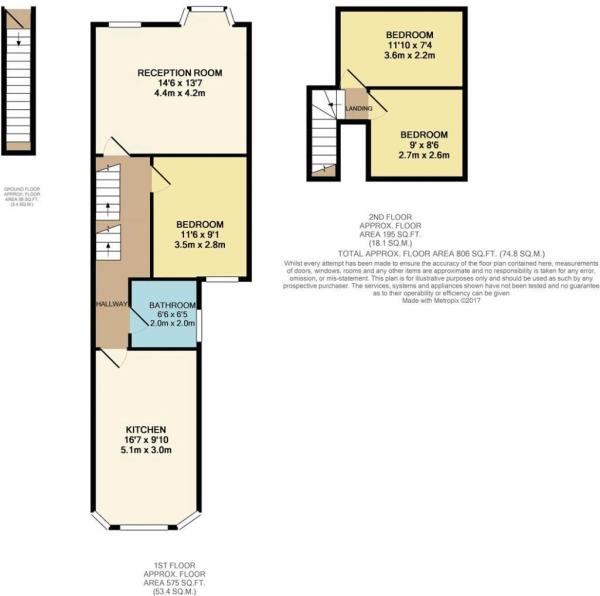 RECEPTION ROOM
14'6 x 13'7
4.4m x 4.2m
BEDROOM
11'6 x 9'1
3.5m x 2.8m
HALLWAY
BATHROOM
6'6 x 6'5
2.0m x 2.0m
KITCHEN
16'7 x 9'10
5.1m x 3.0m
1ST FLOOR
APPROX. FLOOR
AREA 575 SQ.FT.
(53.4 SQ.M.)
GROUND FLOOR
APPROX. FLOOR
BEDROOM
11'10 x 7'4
3.6m x 2.2m
LANDING
BEDROOM
9' x 8'6
2.7m x 2.6m
2ND FLOOR
APPROX. FLOOR
AREA 195 SQ.FT.
(18.1 SQ.M.)
TOTAL APPROX. FLOOR AREA 806 SQ.FT. (74.8 SQ.M.)
Whilst every attempt has been made to ensure the accuracy of the floor plan contained here, measurements
of doors, windows, rooms and any other items are approximate and no responsibility is taken for any error,
omission, or mis-statement. This plan is for illustrative purposes only and should be used as such by any
prospective purchaser. The services, systems and appliances shown have not been tested and no guarantee
as to their operability or efficiency can be given
Made with Metropix ©2017